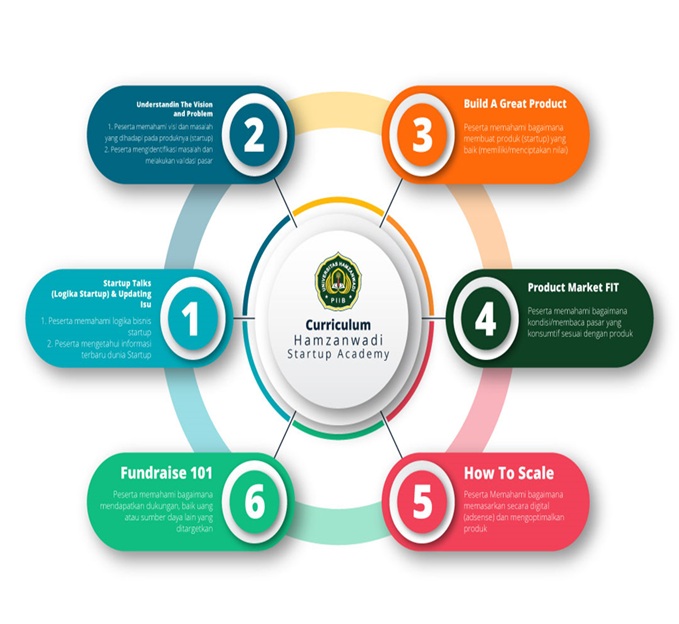 Understandin The Vision
and Problem
1. Peserta memahami visi dan masalah
yang dihadapi pada produknya (startup)
2. Peserta mengidentifikasi masalah dan
melakukan validasi pasar
2
3
Build A Great Product
Peserta memahami bagaimana
membuat produk (startup) yang
baik (memiliki/menciptakan nilai)
Startup Talks
(Logika Startup) & Updating
Isu
1. Peserta memahami logika bisnis
startup
2. Peserta mengetahui informasi
terbaru dunia Startup
1
UNIVERSITAS HAMZANWADI
PIIB
Curriculum
Hamzanwadi
Startup Academy
4
Product Market FIT
Peserta memahami bagaimana
kondisi/membaca pasar yang
konsumtif sesuai dengan produk
Fundraise 101
Peserta memahami bagaimana
mendapatkan dukungan, baik uang
atau sumber daya lain yang
ditargetkan
6
5
How To Scale
Peserta Memahami bagaimana
memasarkan secara digital
(adsense) dan mengoptimalkan
produk